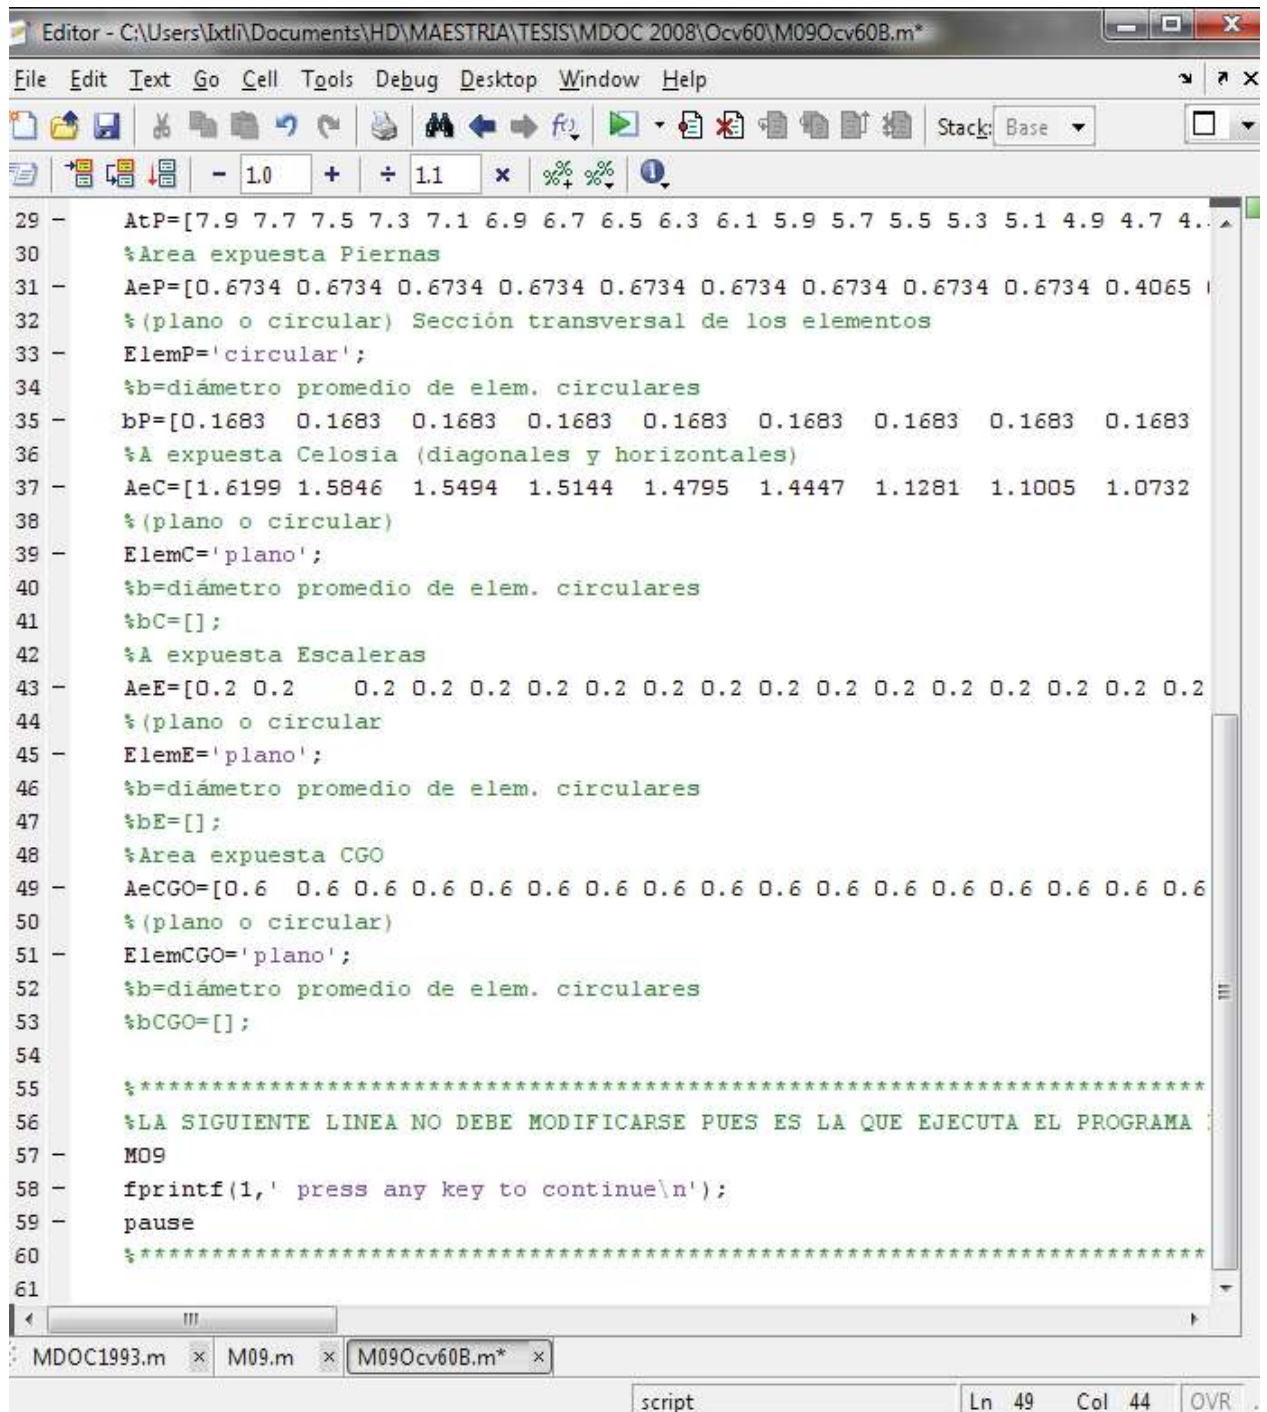 Editor - C:\Users\Ixtli\Documents\HD\MAESTRIA\TESIS\MDOC 2008\Ocv60\M09Ocv60B.m*
File Edit Text Go Cell Tools Debug Desktop Window Help
Stack: Base
- 1.0 + ÷ 1.1 ×
29 - AtP=[7.9 7.7 7.5 7.3 7.1 6.9 6.7 6.5 6.3 6.1 5.9 5.7 5.5 5.3 5.1 4.9 4.7 4.
30 %Area expuesta Piernas
31 - AeP=[0.6734 0.6734 0.6734 0.6734 0.6734 0.6734 0.6734 0.6734 0.6734 0.4065
32 %(plano o circular) Sección transversal de los elementos
33 - ElemP='circular';
34 %b=diámetro promedio de elem. circulares
35 - bP=[0.1683 0.1683 0.1683 0.1683 0.1683 0.1683 0.1683 0.1683 0.1683
36 %A expuesta Celosia (diagonales y horizontales)
37 - AeC=[1.6199 1.5846 1.5494 1.5144 1.4795 1.4447 1.1281 1.1005 1.0732
38 %(plano o circular)
39 - ElemC='plano';
40 %b=diámetro promedio de elem. circulares
41 %bC=[];
42 %A expuesta Escaleras
43 - AeE=[0.2 0.2 0.2 0.2 0.2 0.2 0.2 0.2 0.2 0.2 0.2 0.2 0.2 0.2 0.2 0.2 0.2
44 %(plano o circular
45 - ElemE='plano';
46 %b=diámetro promedio de elem. circulares
47 %bE=[];
48 %Area expuesta CGO
49 - AeCGO=[0.6 0.6 0.6 0.6 0.6 0.6 0.6 0.6 0.6 0.6 0.6 0.6 0.6 0.6 0.6 0.6 0.6
50 %(plano o circular)
51 - ElemCGO='plano';
52 %b=diámetro promedio de elem. circulares
53 %bCGO=[];
54
55 %**************************************************************************
56 %LA SIGUIENTE LINEA NO DEBE MODIFICARSE PUES ES LA QUE EJECUTA EL PROGRAMA
57 - M09
58 - fprintf(1,' press any key to continue\n');
59 - pause
60 %**************************************************************************
61
MDOC1993.m × M09.m × M09Ocv60B.m* ×
script Ln 49 Col 44 OVR